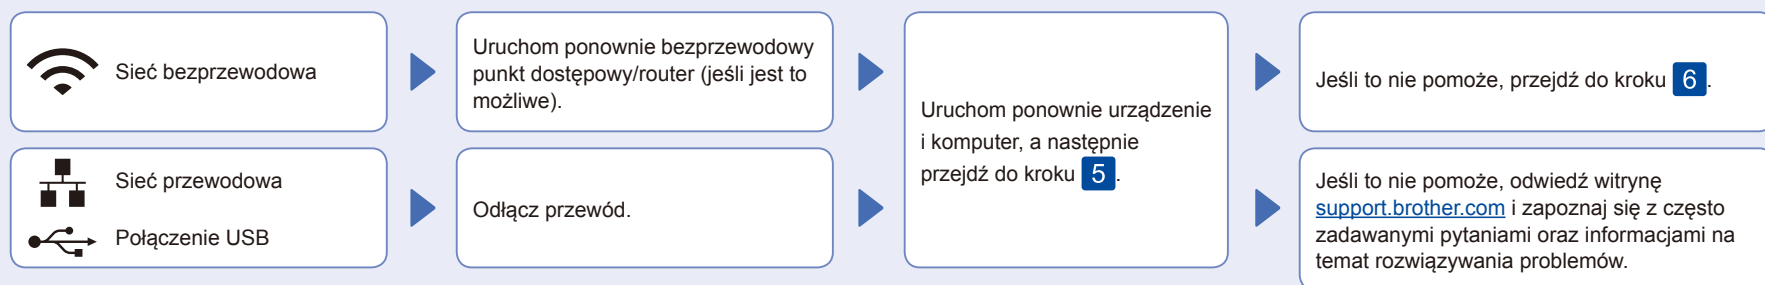 Sieć bezprzewodowa
Uruchom ponownie bezprzewodowy
punkt dostępowy/router (jeśli jest to
możliwe).
Sieć przewodowa
Połączenie USB
Odłącz przewód.
Uruchom ponownie urządzenie
i komputer, a następnie
przejdź do kroku 5.
Jeśli to nie pomoże, przejdź do kroku 6.
Jeśli to nie pomoże, odwiedź witrynę
support.brother.com i zapoznaj się z często
zadawanymi pytaniami oraz informacjami na
temat rozwiązywania problemów.